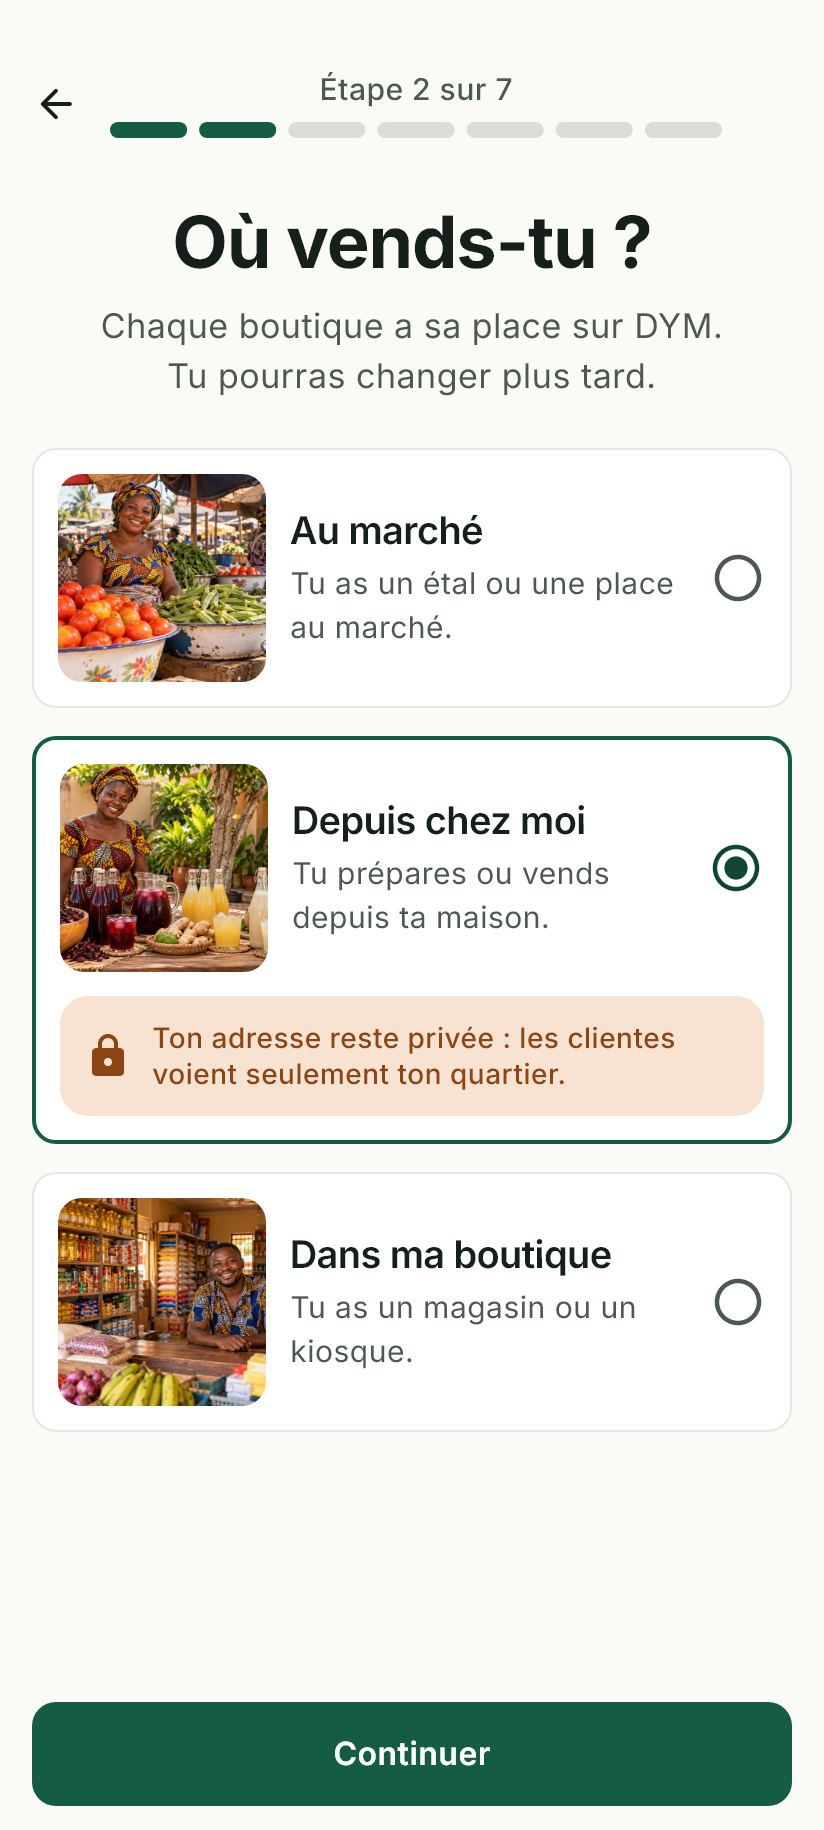 Étape 2 sur 7
Où vends-tu ?
Chaque boutique a sa place sur DYM.
Tu pourras changer plus tard.
Au marché
Tu as un étal ou une place
au marché.
Depuis chez moi
Tu prépares ou vends
depuis ta maison.
Ton adresse reste privée : les clientes
voient seulement ton quartier.
Dans ma boutique
Tu as un magasin ou un
kiosque.
Continuer